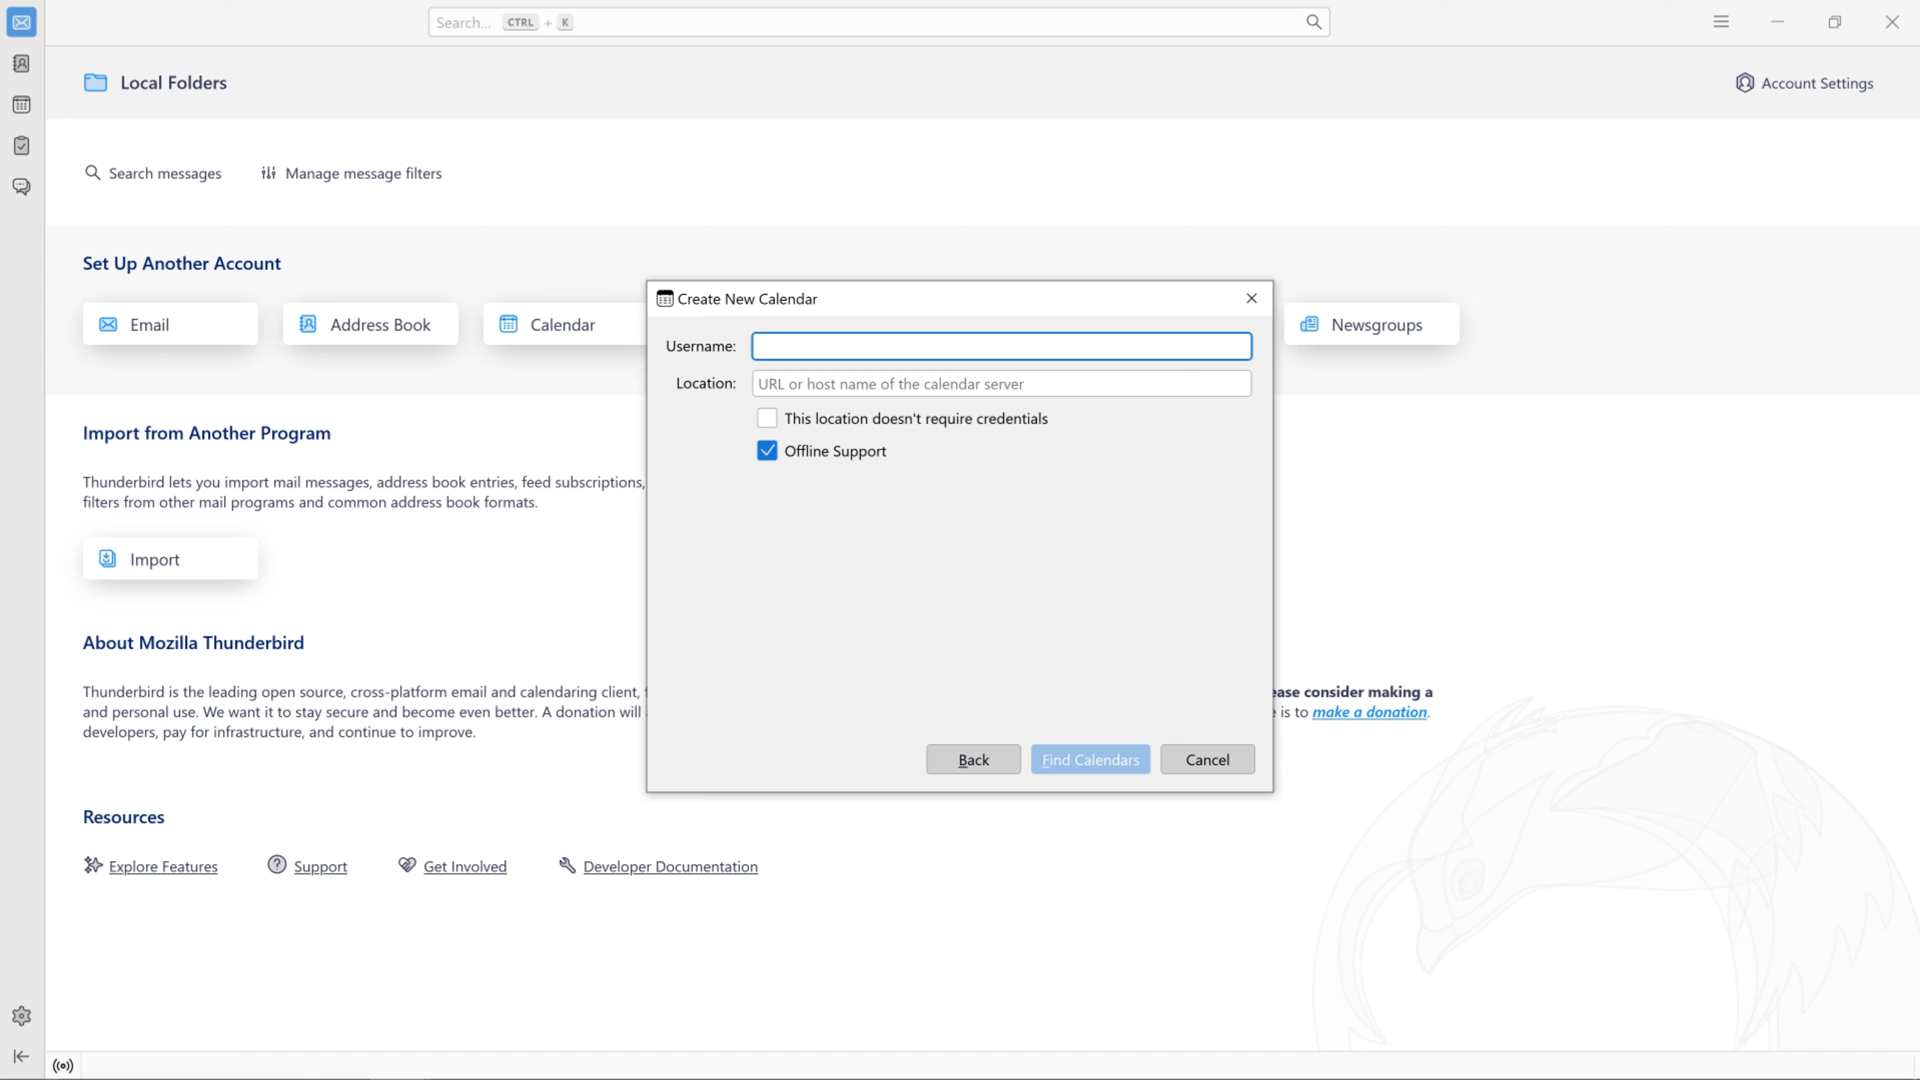 Search... CTRL + K
Local Folders
Account Settings
Search messages
Manage message filters
Set Up Another Account
Email
Address Book
Calendar
Newsgroups
Create New Calendar
Username:
Location: URL or host name of the calendar server
This location doesn't require credentials
Offline Support
Back
Find Calendars
Cancel
Import from Another Program
Thunderbird lets you import mail messages, address book entries, feed subscriptions,
filters from other mail programs and common address book formats.
Import
About Mozilla Thunderbird
Thunderbird is the leading open source, cross-platform email and calendaring client,
and personal use. We want it to stay secure and become even better. A donation will
developers, pay for infrastructure, and continue to improve.
ease consider making a
is to make a donation.
Resources
Explore Features
Support
Get Involved
Developer Documentation